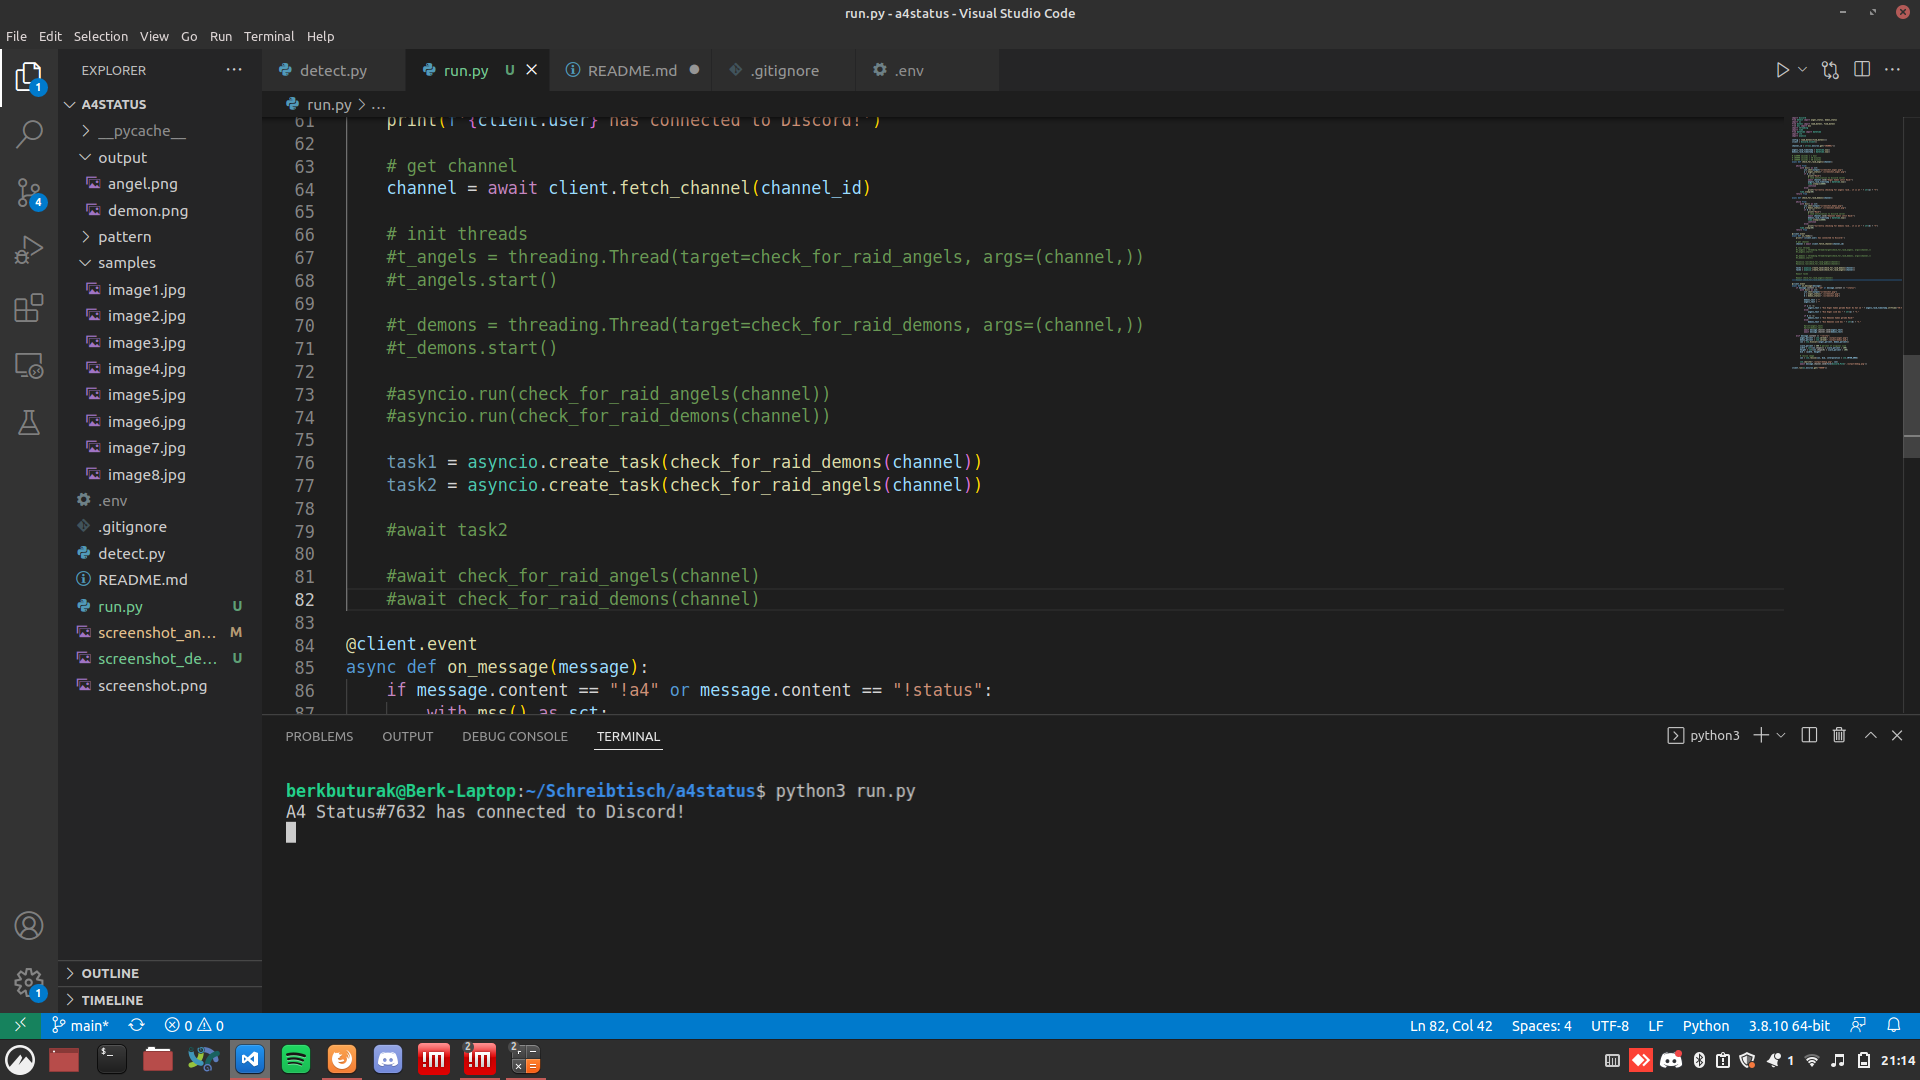 run.py - a4status - Visual Studio Code
File Edit Selection View Go Run Terminal Help
EXPLORER
detect.py
run.py U
README.md
.gitignore
.env
run.py > ...
A4STATUS
__pycache__
output
angel.png
demon.png
pattern
samples
image1.jpg
image2.jpg
image3.jpg
image4.jpg
image5.jpg
image6.jpg
image7.jpg
image8.jpg
.env
.gitignore
detect.py
README.md
run.py U
screenshot_an... M
screenshot_de... U
screenshot.png
OUTLINE
TIMELINE
1
4
1
61 print(f'{client.user} has connected to Discord!')
62
63 # get channel
64 channel = await client.fetch_channel(channel_id)
65
66 # init threads
67 #t_angels = threading.Thread(target=check_for_raid_angels, args=(channel,))
68 #t_angels.start()
69
70 #t_demons = threading.Thread(target=check_for_raid_demons, args=(channel,))
71 #t_demons.start()
72
73 #asyncio.run(check_for_raid_angels(channel))
74 #asyncio.run(check_for_raid_demons(channel))
75
76 task1 = asyncio.create_task(check_for_raid_demons(channel))
77 task2 = asyncio.create_task(check_for_raid_angels(channel))
78
79 #await task2
80
81 #await check_for_raid_angels(channel)
82 #await check_for_raid_demons(channel)
83
84 @client.event
85 async def on_message(message):
86 if message.content == "!a4" or message.content == "!status":
87 with mss() as sct:
PROBLEMS OUTPUT DEBUG CONSOLE TERMINAL
python3
berkbuturak@Berk-Laptop:~/Schreibtisch/a4status$ python3 run.py
A4 Status#7632 has connected to Discord!
main* 0 0
Ln 82, Col 42 Spaces: 4 UTF-8 LF Python 3.8.10 64-bit
!M
2 !M
2
1
21:14